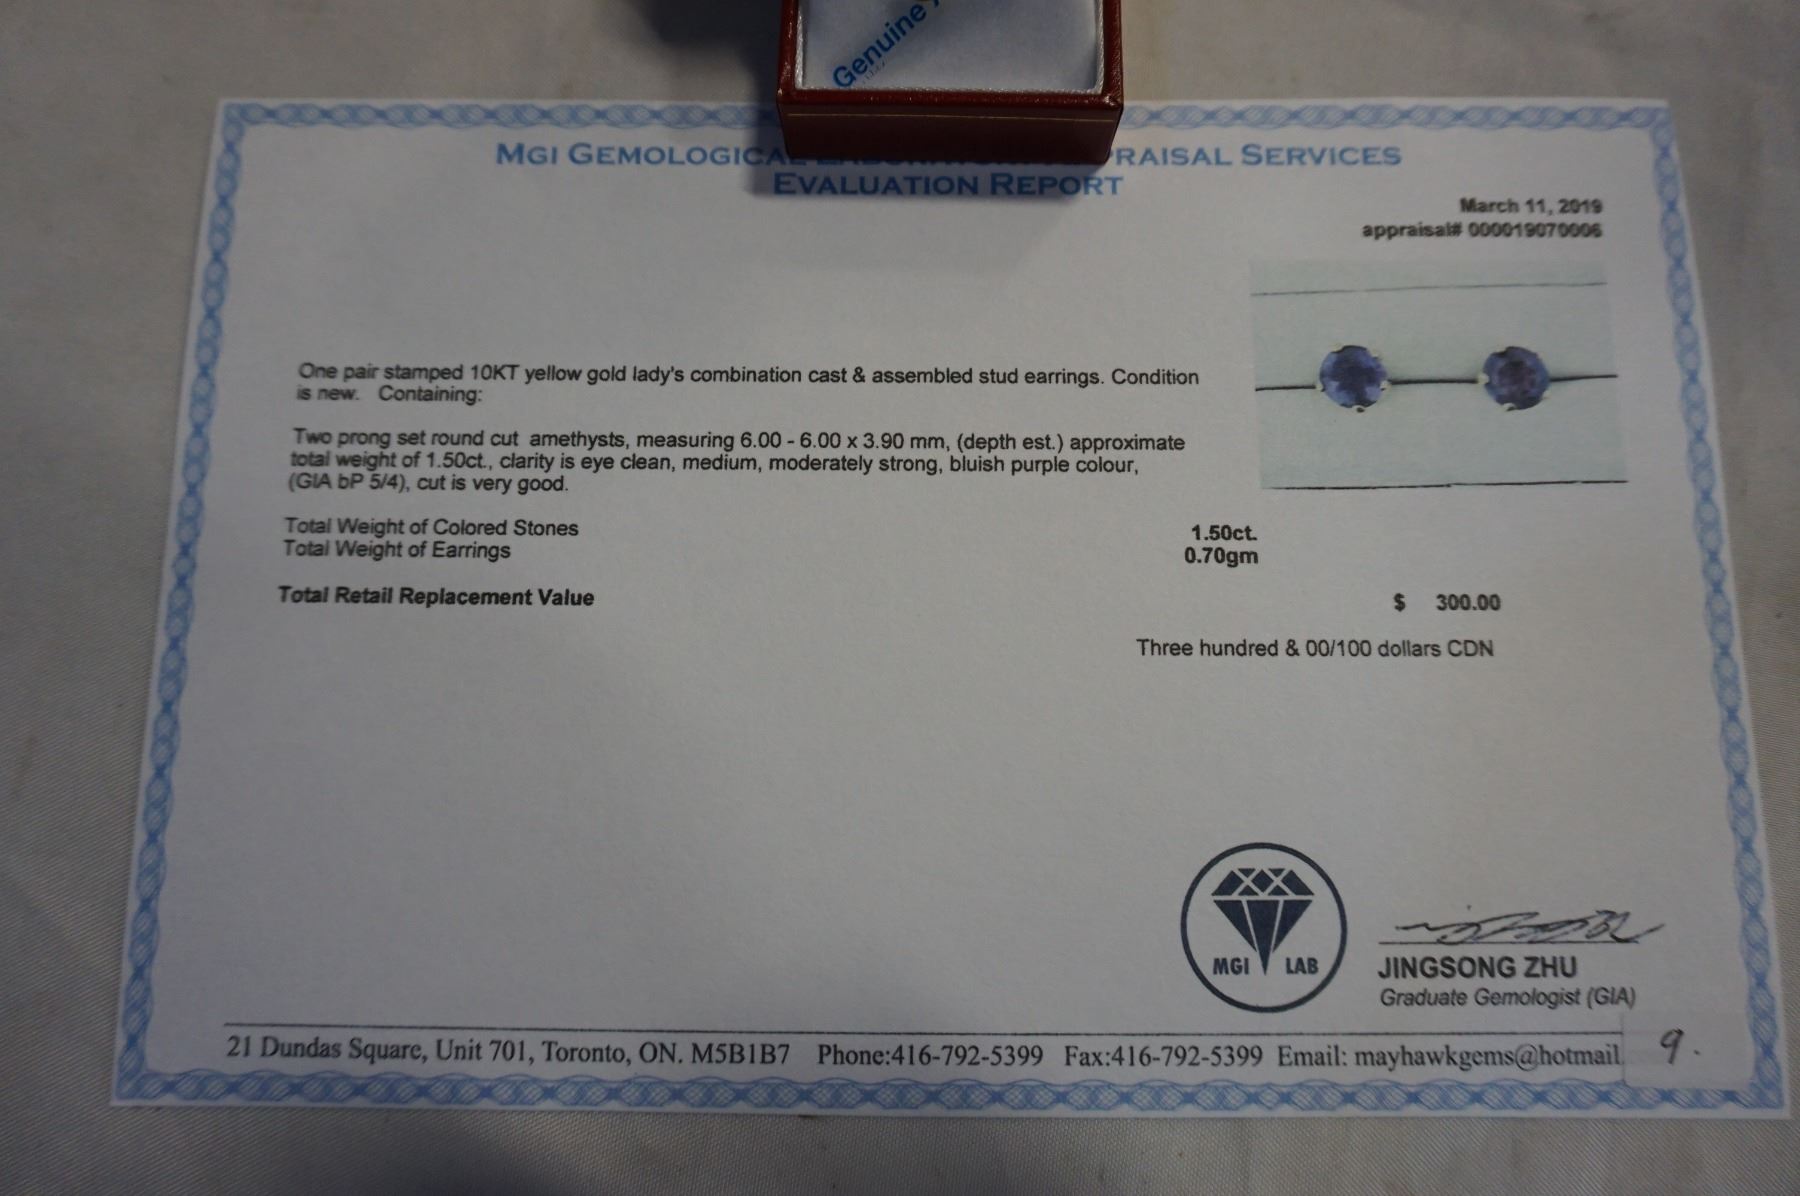 Genuine
MGI GEMOLOGICAL RAISAL SERVICES
EVALUATION REPORT
March 11, 2019
appraisal# 000019070006
One pair stamped 10KT yellow gold lady's combination cast & assembled stud earrings. Condition
is new. Containing:
Two prong set round cut amethysts, measuring 6.00 - 6.00 x 3.90 mm, (depth est.) approximate
total weight of 1.50ct., clarity is eye clean, medium, moderately strong, bluish purple colour,
(GIA bP 5/4), cut is very good.
Total Weight of Colored Stones 1.50ct.
Total Weight of Earrings 0.70gm
Total Retail Replacement Value $ 300.00
Three hundred & 00/100 dollars CDN
MGI LAB
JINGSONG ZHU
Graduate Gemologist (GIA)
21 Dundas Square, Unit 701, Toronto, ON. M5B1B7 Phone:416-792-5399 Fax:416-792-5399 Email: mayhawkgems@hotmail
9.